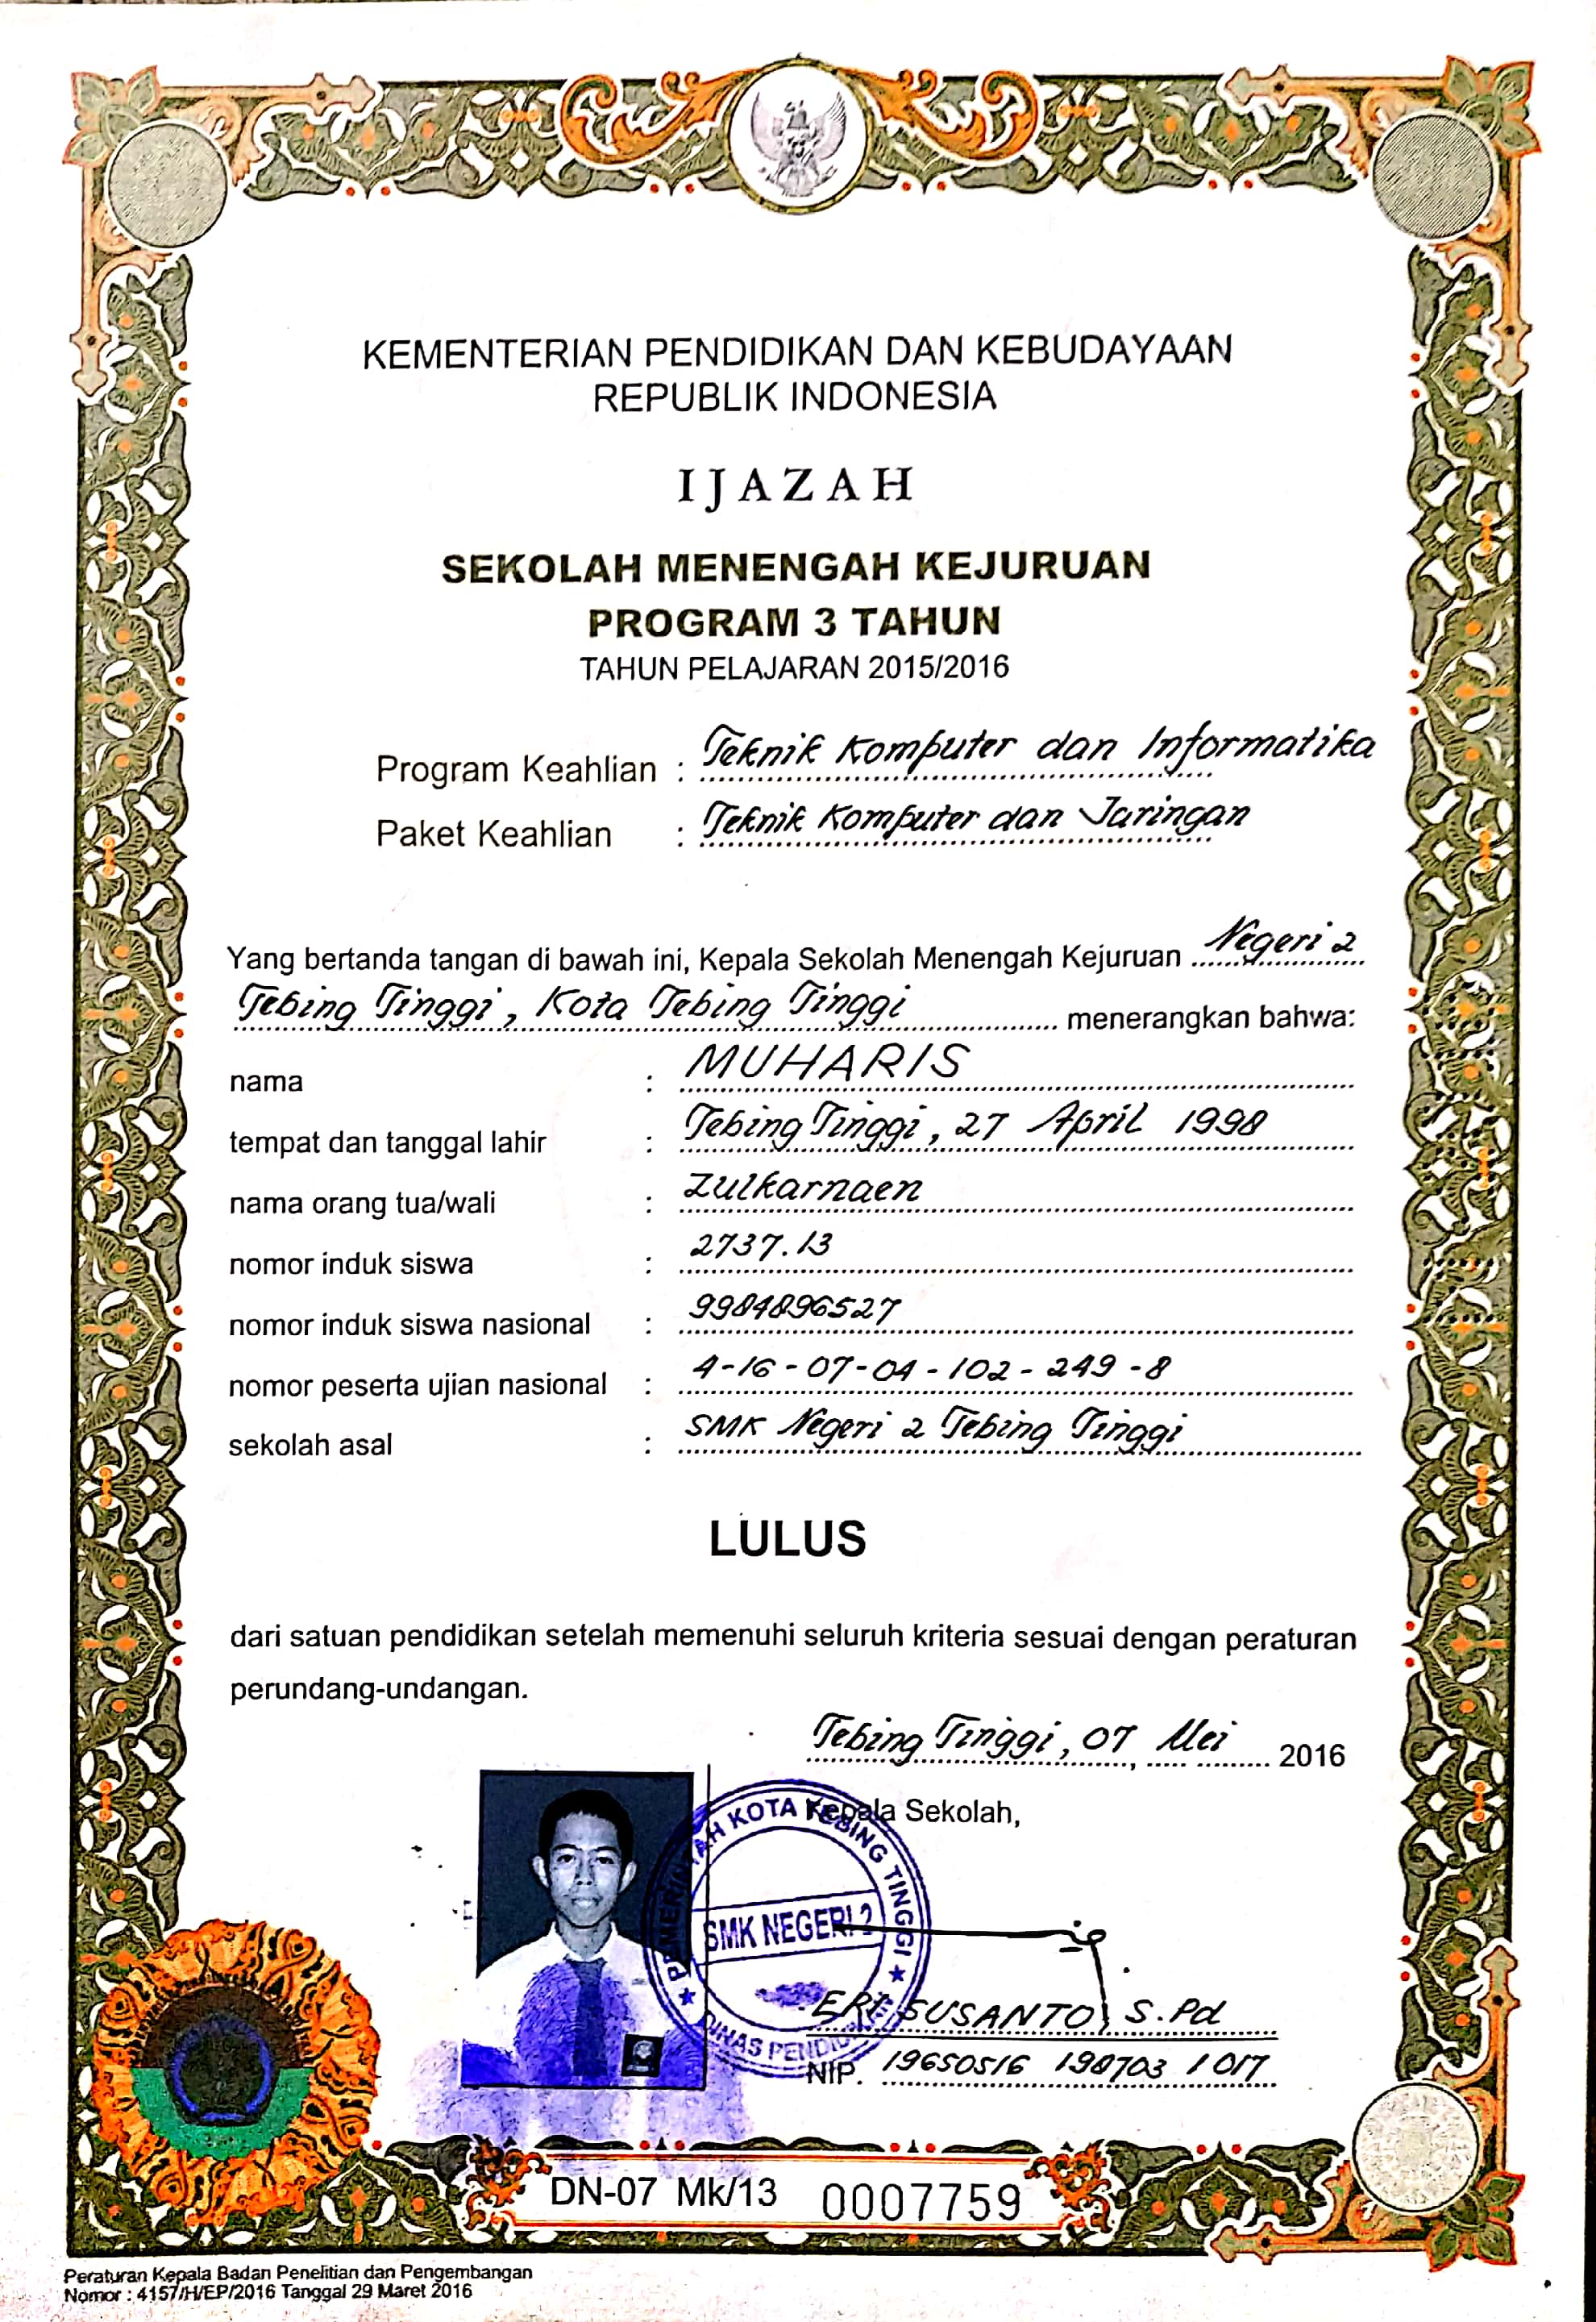 KEMENTERIAN PENDIDIKAN DAN KEBUDAYAAN
REPUBLIK INDONESIA
IJAZAH
SEKOLAH MENENGAH KEJURUAN
PROGRAM 3 TAHUN
TAHUN PELAJARAN 2015/2016
Program Keahlian : Teknik Komputer dan Informatika
Paket Keahlian : Teknik Komputer dan Jaringan
Yang bertanda tangan di bawah ini, Kepala Sekolah Menengah Kejuruan Negeri 2
Tebing Tinggi, Kota Tebing Tinggi menerangkan bahwa:
nama : MUHARIS
tempat dan tanggal lahir : Tebing Tinggi, 27 April 1998
nama orang tua/wali : Zulkarnaen
nomor induk siswa : 2737.13
nomor induk siswa nasional : 9984896527
nomor peserta ujian nasional : 4-16-07-04-102-249-8
sekolah asal : SMK Negeri 2 Tebing Tinggi
LULUS
dari satuan pendidikan setelah memenuhi seluruh kriteria sesuai dengan peraturan
perundang-undangan.
Tebing Tinggi, 07 Mei 2016
Kepala Sekolah,
PEMERINTAH KOTA TEBING TINGGI
SMK NEGERI 2
DINAS PENDIDIKAN
ERI SUSANTO, S.Pd
NIP. 19650516 198703 1 017
DN-07 Mk/13 0007759
Peraturan Kepala Badan Penelitian dan Pengembangan
Nomor : 4157/H/EP/2016 Tanggal 29 Maret 2016